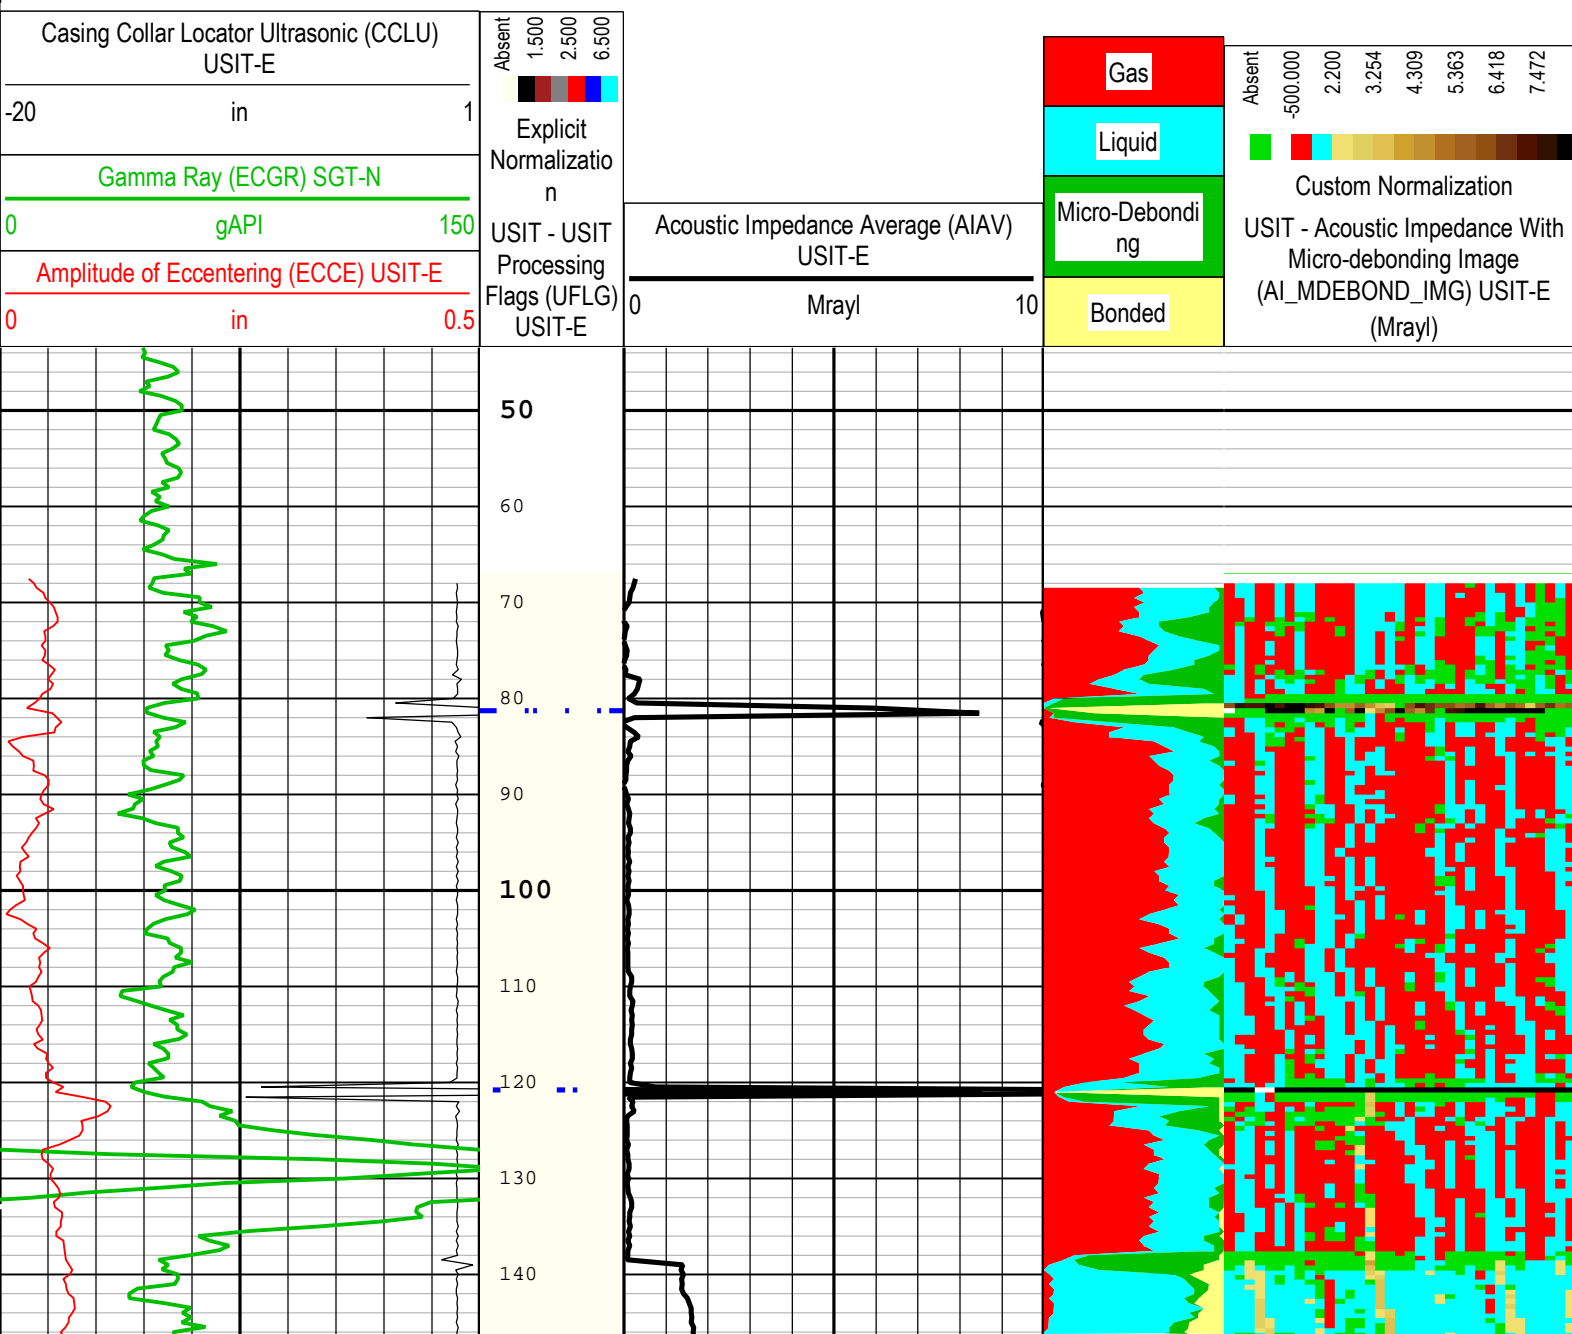 Casing Collar Locator Ultrasonic (CCLU)
USIT-E
-20 in 1
Gamma Ray (ECGR) SGT-N
0 gAPI 150
Amplitude of Eccentering (ECCE) USIT-E
0 in 0.5
Absent
1.500
2.500
6.500
Explicit
Normalizatio
n
USIT - USIT
Processing
Flags (UFLG)
USIT-E
Acoustic Impedance Average (AIAV)
USIT-E
0 Mrayl 10
Gas
Liquid
Micro-Debondi
ng
Bonded
Absent
-500.000
2.200
3.254
4.309
5.363
6.418
7.472
Custom Normalization
USIT - Acoustic Impedance With
Micro-debonding Image
(AI_MDEBOND_IMG) USIT-E
(Mrayl)
50
60
70
80
90
100
110
120
130
140